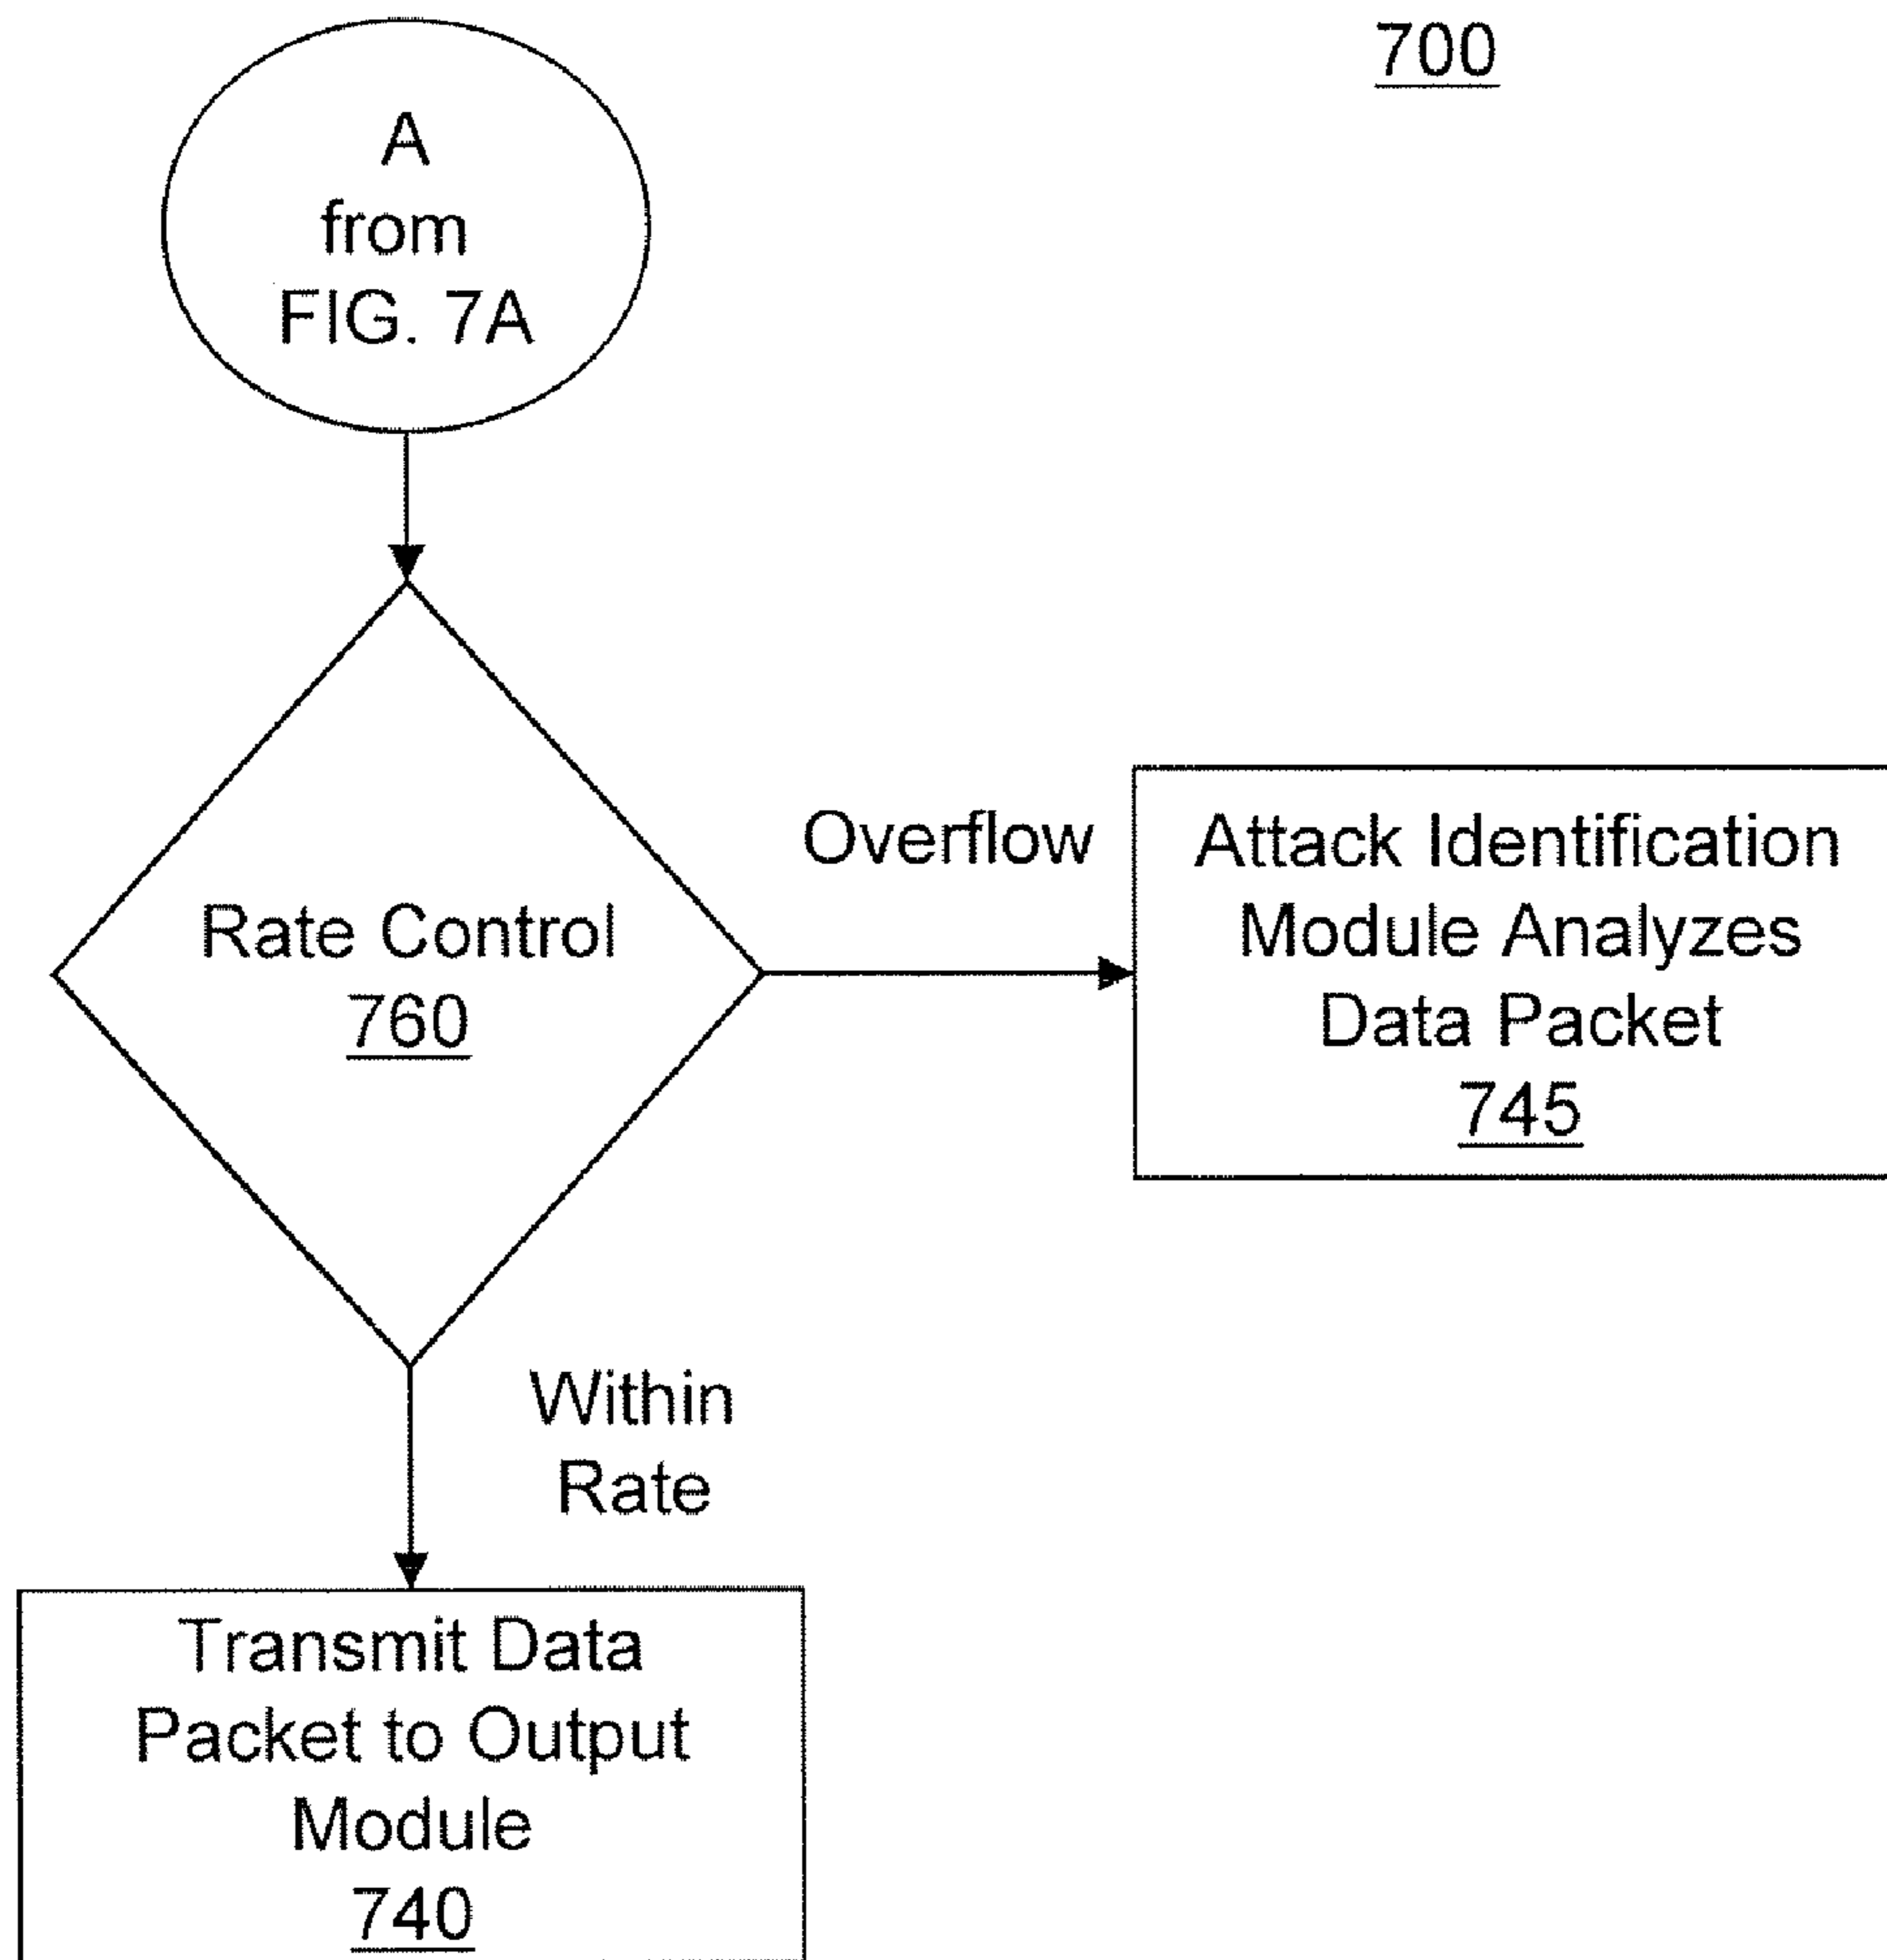 700
A
from
FIG. 7A
Rate Control
760
Overflow
Attack Identification
Module Analyzes
Data Packet
745
Within
Rate
Transmit Data
Packet to Output
Module
740